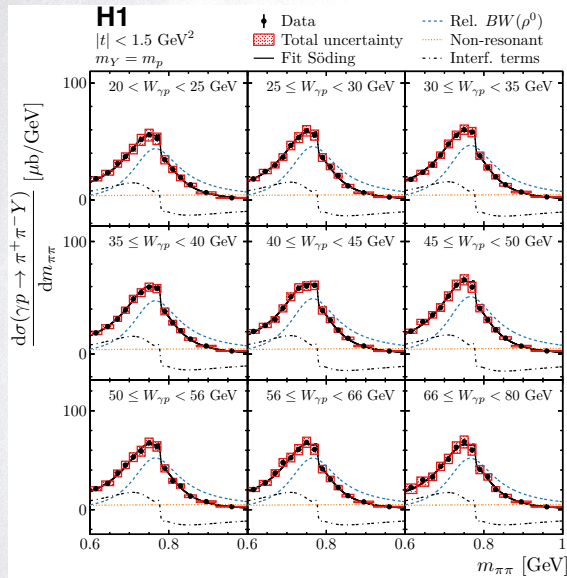 H1
|t| < 1.5 GeV²
m_Y = m_p
Data
Total uncertainty
Fit Söding
Rel. BW(ρ⁰)
Non-resonant
Interf. terms
dσ(γp → π⁺π⁻Y)/dm_ππ [μb/GeV]
100
0
20 < W_γp < 25 GeV
25 ≤ W_γp < 30 GeV
30 ≤ W_γp < 35 GeV
100
0
35 ≤ W_γp < 40 GeV
40 ≤ W_γp < 45 GeV
45 ≤ W_γp < 50 GeV
100
0
50 ≤ W_γp < 56 GeV
56 ≤ W_γp < 66 GeV
66 ≤ W_γp < 80 GeV
0.6 0.8 0.6 0.8 0.6 0.8 1
m_ππ [GeV]